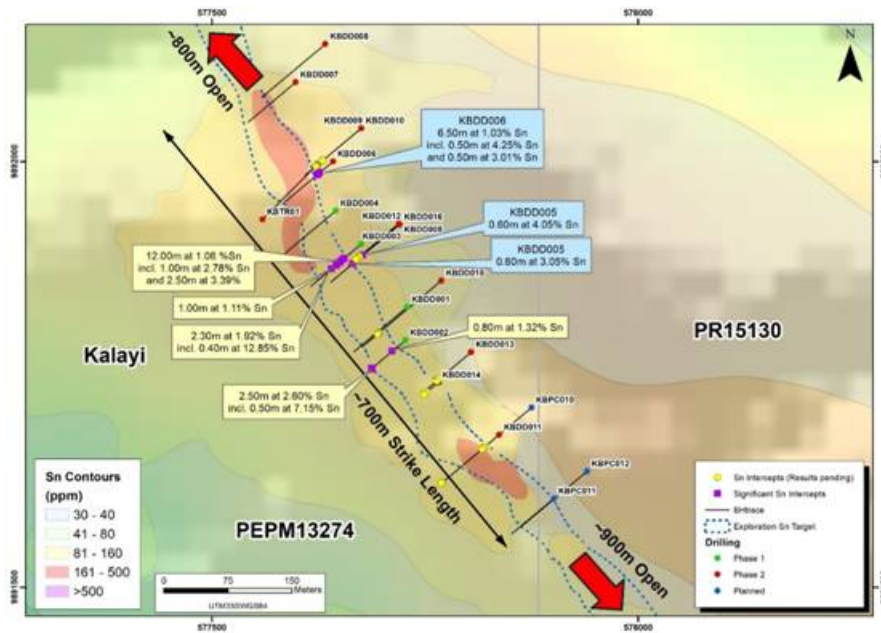 577500
576000
N
~800m Open
KBDD008
KBDD007
KBDD009 KBDD010
KBDD006
6.50m at 1.03% Sn
incl. 0.50m at 4.25% Sn
and 0.50m at 3.01% Sn
9892000
KBDD006
KBTR01
KBDD004
KBDD012
KBDD016
KBDD003
KBDD005
0.60m at 4.05% Sn
KBDD005
0.80m at 3.05% Sn
12.00m at 1.06 %Sn
incl. 1.00m at 2.78% Sn
and 2.50m at 3.39%
1.00m at 1.11% Sn
2.30m at 1.92% Sn
incl. 0.40m at 12.85% Sn
KBDD001
KBDD002
0.80m at 1.32% Sn
KBDD013
KBDD014
PR15130
Kalayi
2.50m at 2.60% Sn
incl. 0.50m at 7.15% Sn
~700m Strike Length
KBPC010
KBDD011
KBPC012
KBPC011
PEPM13274
~900m Open
Sn Contours
(ppm)
30 - 40
41 - 80
81 - 160
161 - 500
>500
0 75 150
Meters
Sn Intercepts (Results pending)
Significant Sn Intercepts
BHtrace
Exploration Sn Target
Drilling
Phase 1
Phase 2
Planned
9891500
577500
576000